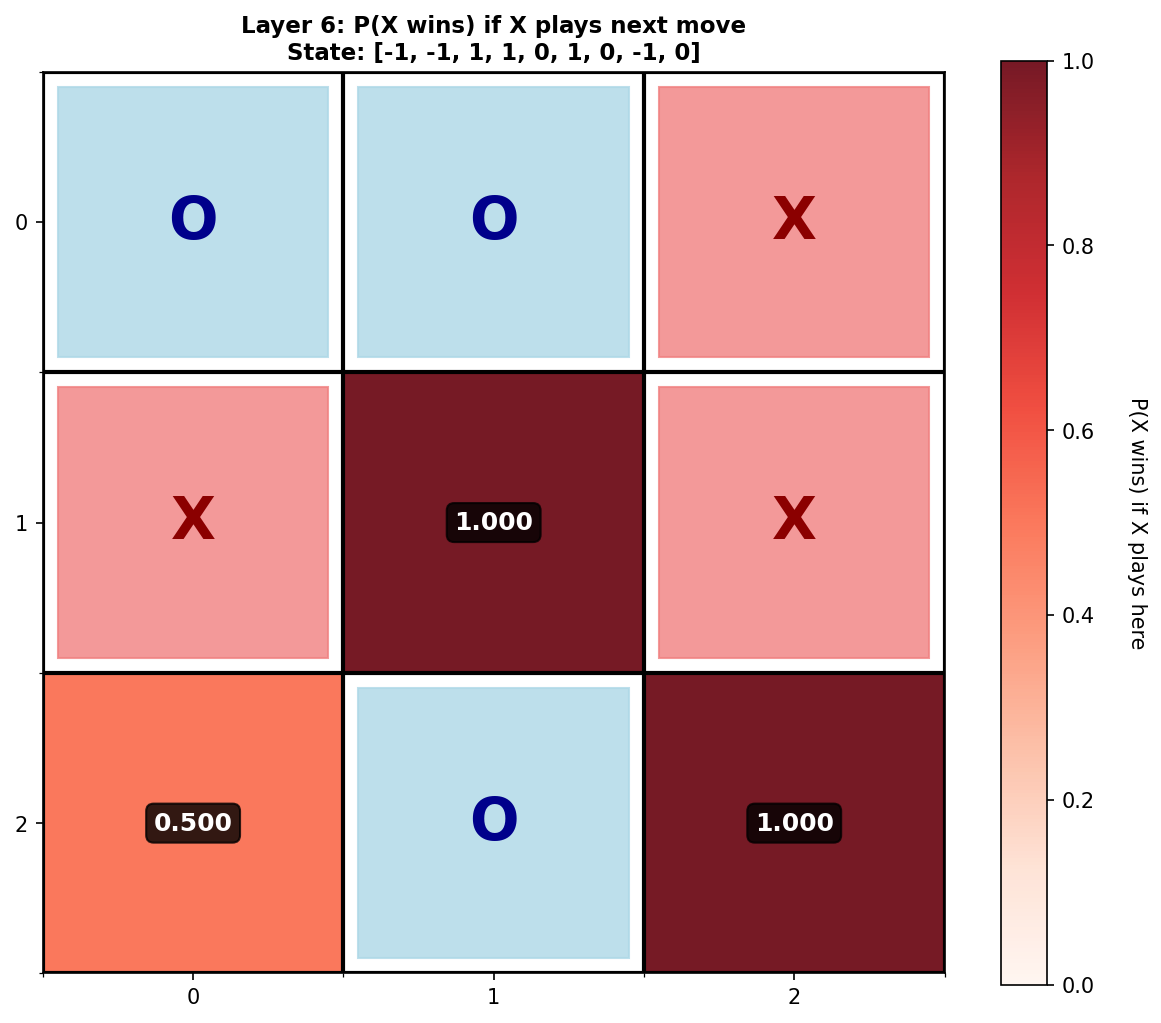 Layer 6: P(X wins) if X plays next move
State: [-1, -1, 1, 1, 0, 1, 0, -1, 0]
0
O
O
X
1
X
1.000
X
2
0.500
O
1.000
0
1
2
1.0
0.8
0.6
0.4
0.2
0.0
P(X wins) if X plays here